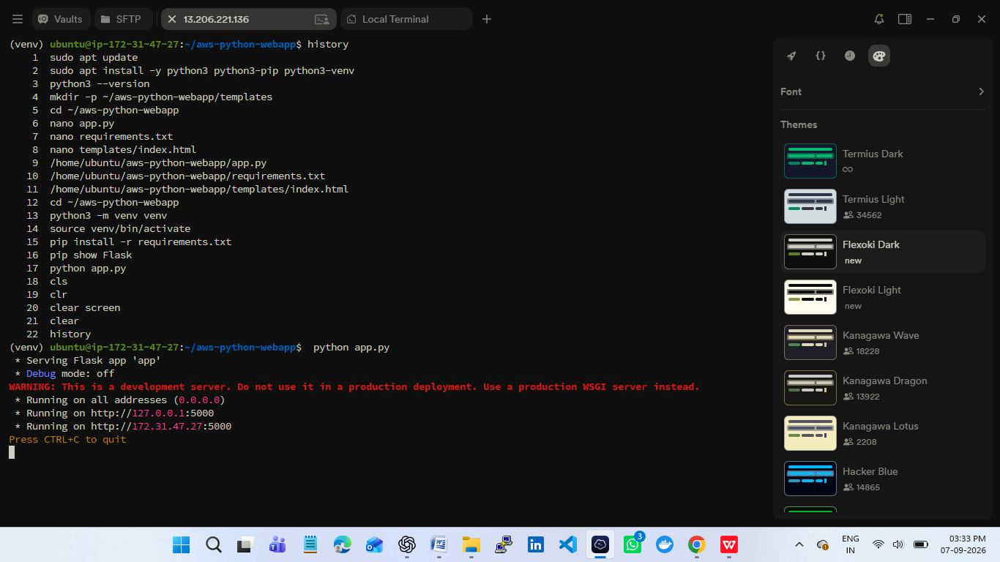 Vaults
SFTP
13.206.221.136
Local Terminal
(venv) ubuntu@ip-172-31-47-27:~/aws-python-webapp$ history
1 sudo apt update
2 sudo apt install -y python3 python3-pip python3-venv
3 python3 --version
4 mkdir -p ~/aws-python-webapp/templates
5 cd ~/aws-python-webapp
6 nano app.py
7 nano requirements.txt
8 nano templates/index.html
9 /home/ubuntu/aws-python-webapp/app.py
10 /home/ubuntu/aws-python-webapp/requirements.txt
11 /home/ubuntu/aws-python-webapp/templates/index.html
12 cd ~/aws-python-webapp
13 python3 -m venv venv
14 source venv/bin/activate
15 pip install -r requirements.txt
16 pip show Flask
17 python app.py
18 cls
19 clr
20 clear screen
21 clear
22 history
(venv) ubuntu@ip-172-31-47-27:~/aws-python-webapp$  python app.py
* Serving Flask app 'app'
* Debug mode: off
WARNING: This is a development server. Do not use it in a production deployment. Use a production WSGI server instead.
* Running on all addresses (0.0.0.0)
* Running on http://127.0.0.1:5000
* Running on http://172.31.47.27:5000
Press CTRL+C to quit
Font
Themes
Termius Dark
∞
Termius Light
34562
Flexoki Dark
new
Flexoki Light
new
Kanagawa Wave
18228
Kanagawa Dragon
13922
Kanagawa Lotus
2208
Hacker Blue
14865
3
ENG
IN
03:33 PM
07-09-2026